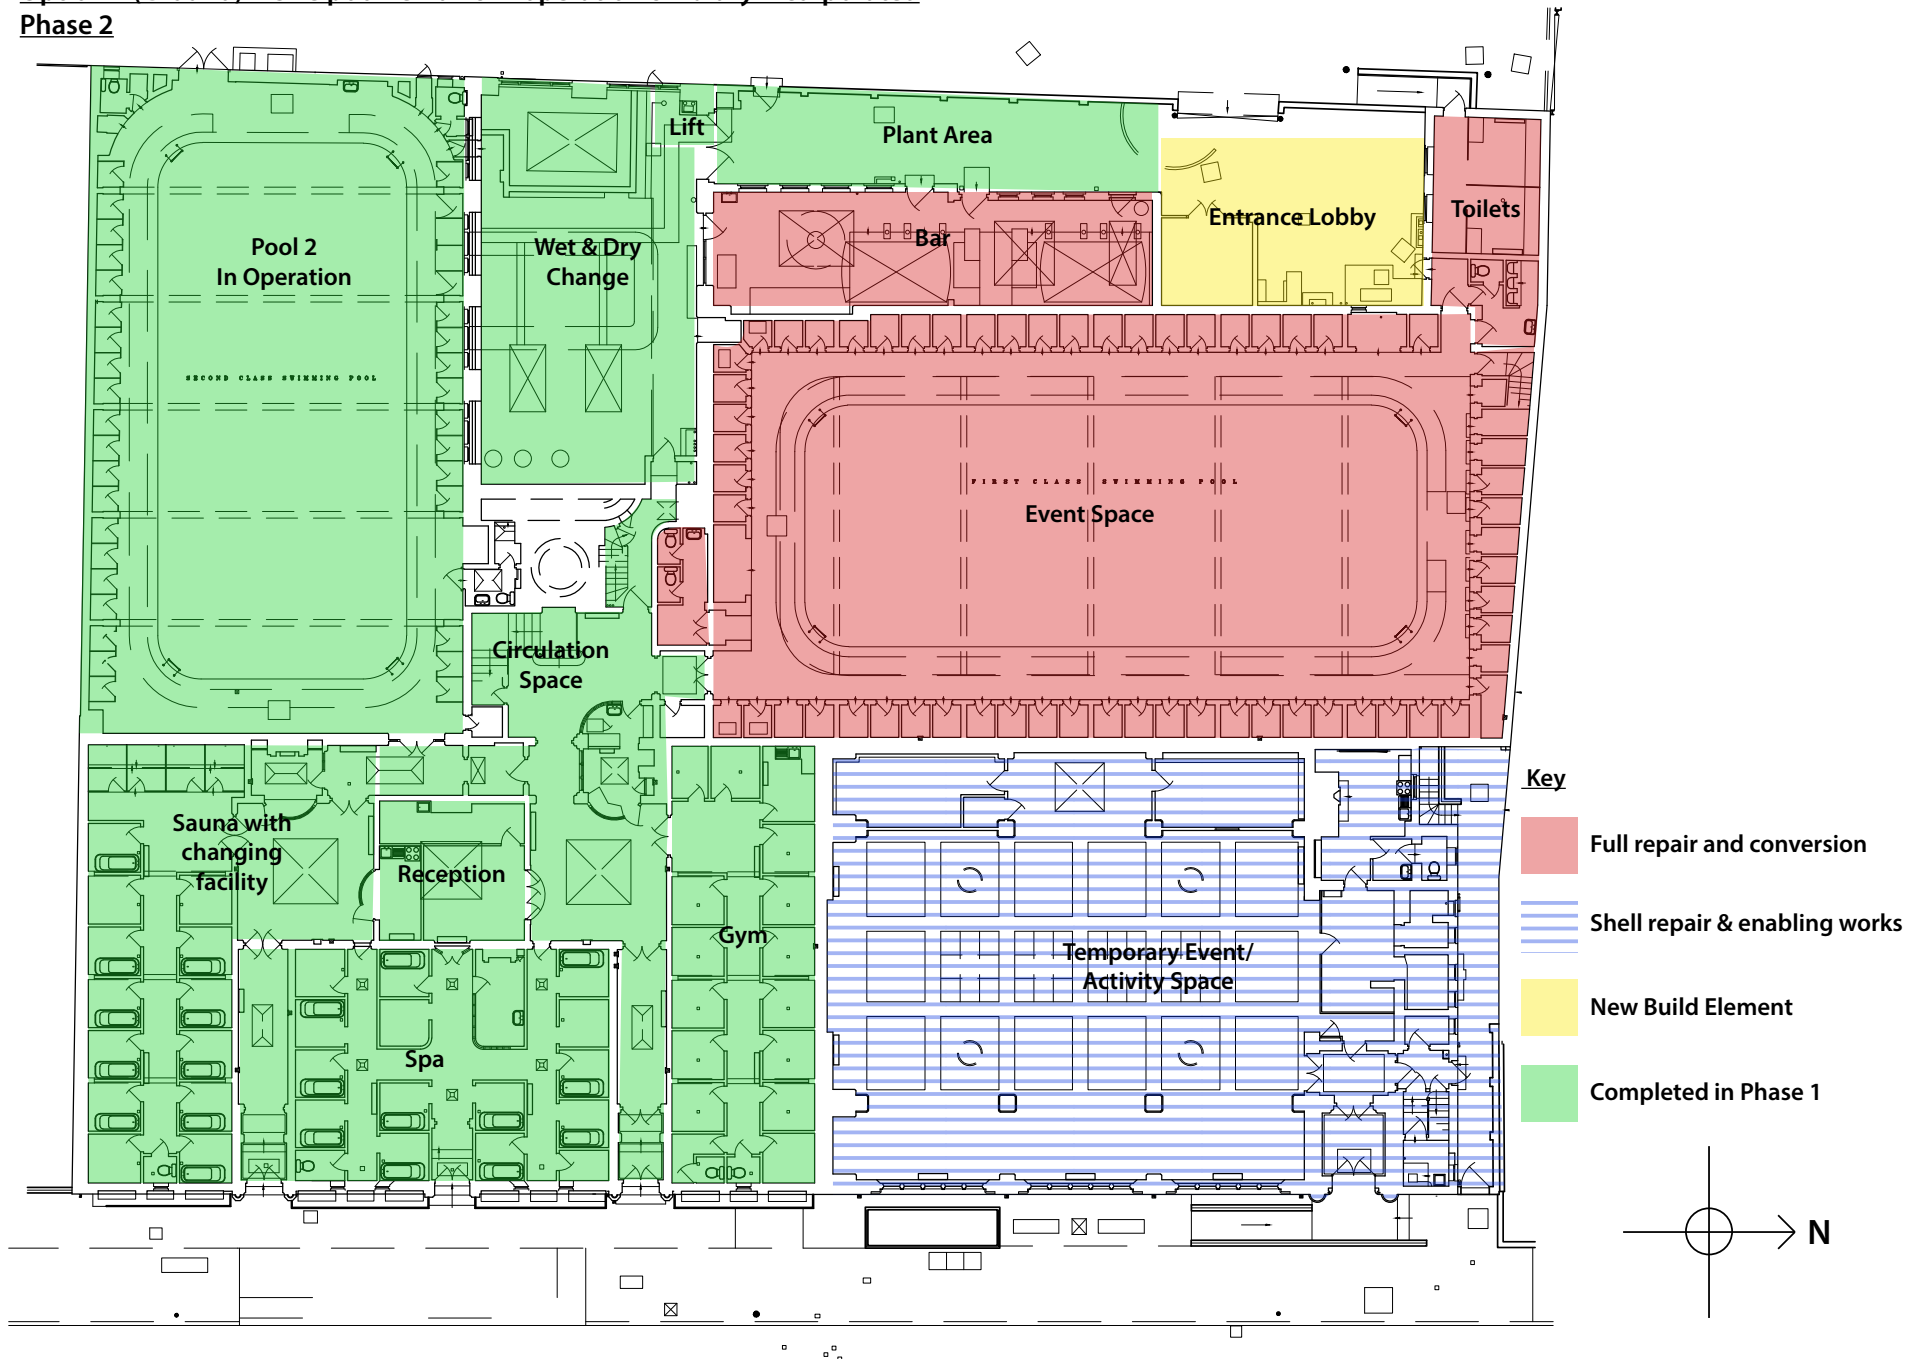 Phase 2
Lift
Plant Area
Pool 2
In Operation
Wet & Dry
Change
Bar
Entrance Lobby
Toilets
SECOND CLASS SWIMMING POOL
FIRST CLASS SWIMMING POOL
Event Space
Circulation
Space
Sauna with
changing
facility
Reception
Gym
Temporary Event/
Activity Space
Spa
Key
Full repair and conversion
Shell repair & enabling works
New Build Element
Completed in Phase 1
N